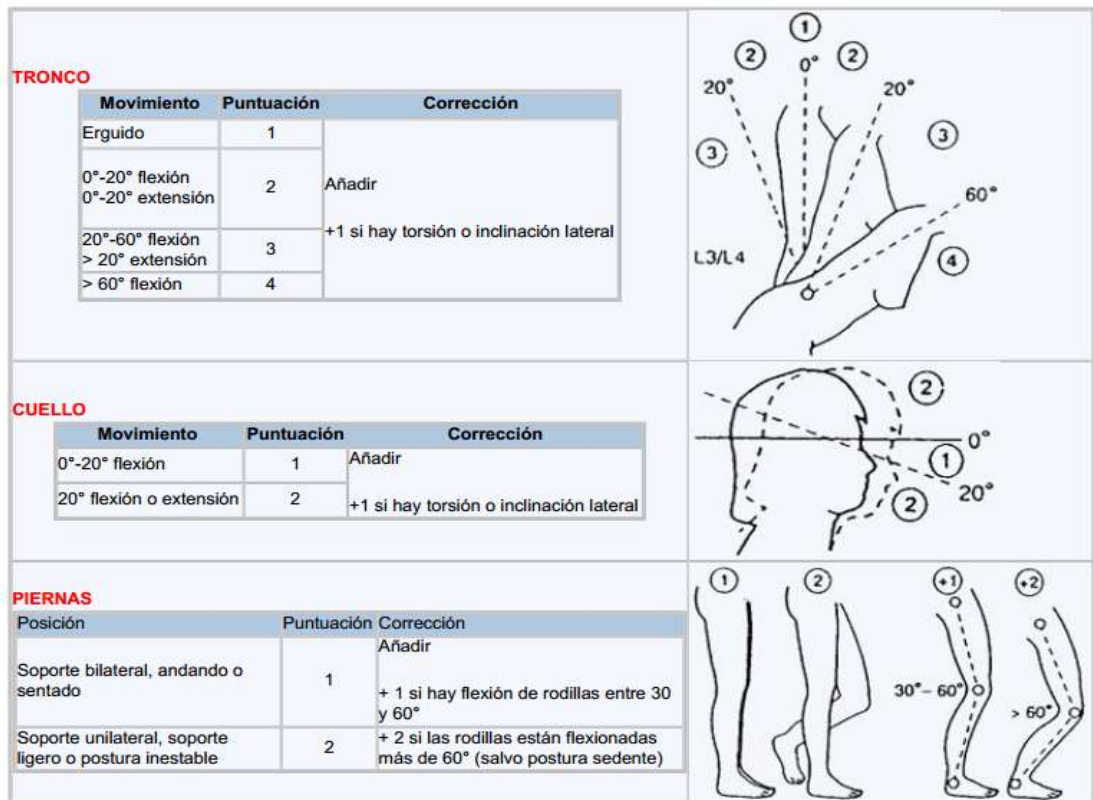 TRONCO
Movimiento Puntuación Corrección
Erguido 1
0°-20° flexión
0°-20° extensión
2
Añadir
+1 si hay torsión o inclinación lateral
20°-60° flexión
> 20° extensión
3
> 60° flexión 4
1
2 0° 2
20° 20°
3 3
60°
L3/L4
4
CUELLO
Movimiento Puntuación Corrección
0°-20° flexión 1
20° flexión o extensión 2
Añadir
+1 si hay torsión o inclinación lateral
2
0°
1
20°
2
PIERNAS
Posición Puntuación Corrección
Soporte bilateral, andando o
sentado
1
Añadir
+ 1 si hay flexión de rodillas entre 30
y 60°
Soporte unilateral, soporte
ligero o postura inestable
2
+ 2 si las rodillas están flexionadas
más de 60° (salvo postura sedente)
1 2 +1 +2
30°– 60°
> 60°